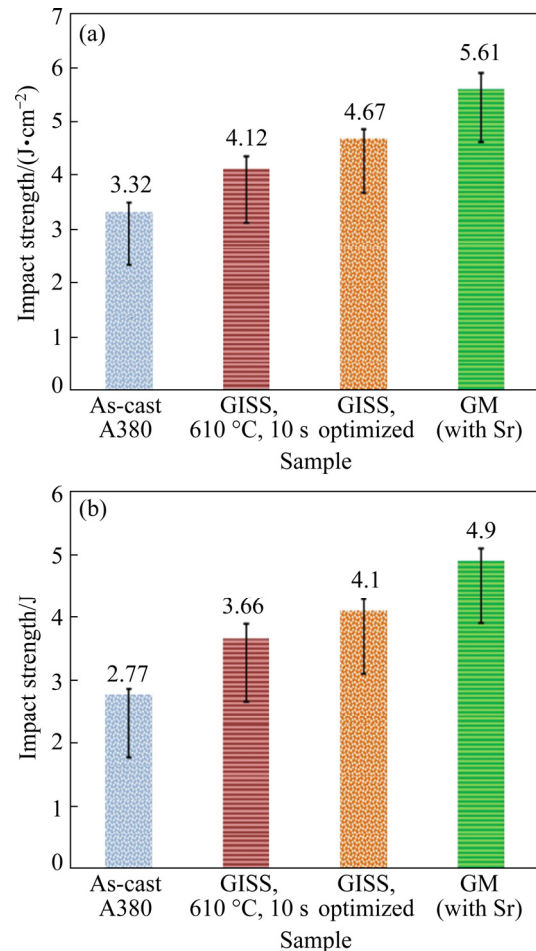 (a)
Impact strength/(J•cm⁻²)
7
6
5
4
3
2
1
0
3.32
4.12
4.67
5.61
As-cast GISS, GISS, GM
A380 610 °C, 10 s optimized (with Sr)
Sample
(b)
Impact strength/J
6
5
4
3
2
1
0
2.77
3.66
4.1
4.9
As-cast GISS, GISS, GM
A380 610 °C, 10 s optimized (with Sr)
Sample